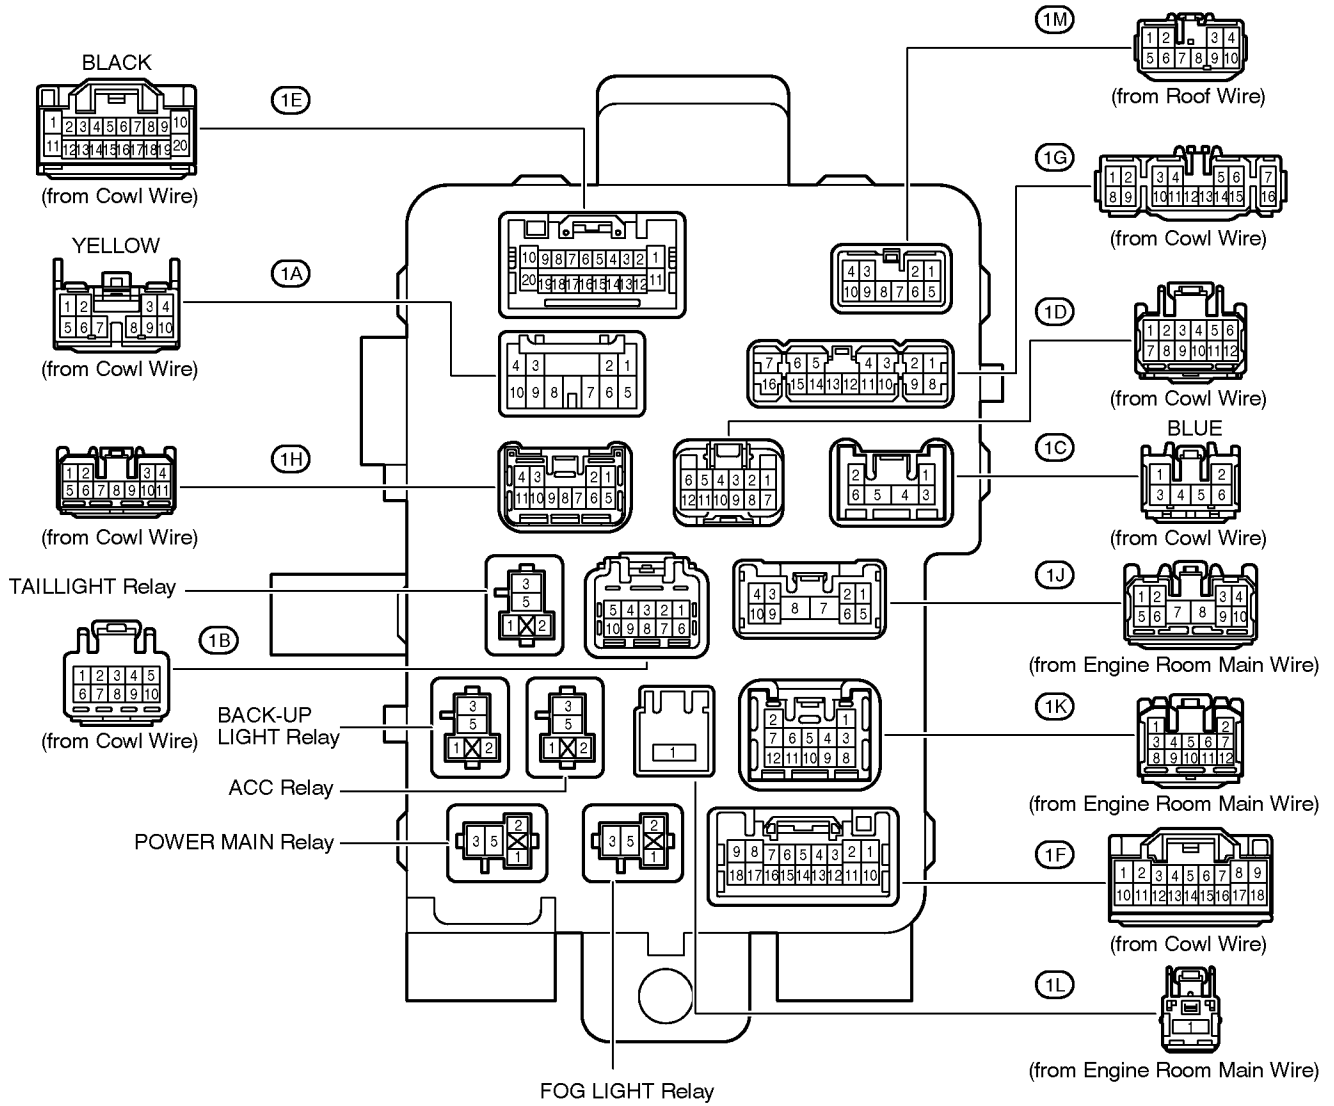 BLACK
1E
1 2 3 4 5 6 7 8 9 10
11 12 13 14 15 16 17 18 19 20
(from Cowl Wire)
YELLOW
1A
1 2 3 4
5 6 7 8 9 10
(from Cowl Wire)
1H
1 2 3 4
5 6 7 8 9 10 11
(from Cowl Wire)
TAILLIGHT Relay
1B
1 2 3 4 5
6 7 8 9 10
(from Cowl Wire)
BACK-UP
LIGHT Relay
ACC Relay
POWER MAIN Relay
FOG LIGHT Relay
10 9 8 7 6 5 4 3 2 1
20 19 18 17 16 15 14 13 12 11
4 3 2 1
10 9 8 7 6 5
4 3 2 1
10 9 8 7 6 5
7 6 5 4 3 2 1
16 15 14 13 12 11 10 9 8
4 3 2 1
11 10 9 8 7 6 5
6 5 4 3 2 1
12 11 10 9 8 7
2 1
6 5 4 3
3
5
1 2
5 4 3 2 1
10 9 8 7 6
4 3 8 7 2 1
10 9 6 5
3
5
1 2
3
5
1 2
1
2 1
7 6 5 4 3
12 11 10 9 8
3 5 2
1
3 5 2
1
9 8 7 6 5 4 3 2 1
18 17 16 15 14 13 12 11 10
1M
1 2 3 4
5 6 7 8 9 10
(from Roof Wire)
1G
1 2 3 4 5 6 7
8 9 10 11 12 13 14 15 16
(from Cowl Wire)
1D
1 2 3 4 5 6
7 8 9 10 11 12
(from Cowl Wire)
BLUE
1C
1 2
3 4 5 6
(from Cowl Wire)
1J
1 2 7 8 3 4
5 6 9 10
(from Engine Room Main Wire)
1K
1 2
3 4 5 6 7
8 9 10 11 12
(from Engine Room Main Wire)
1F
1 2 3 4 5 6 7 8 9
10 11 12 13 14 15 16 17 18
(from Cowl Wire)
1L
1
(from Engine Room Main Wire)